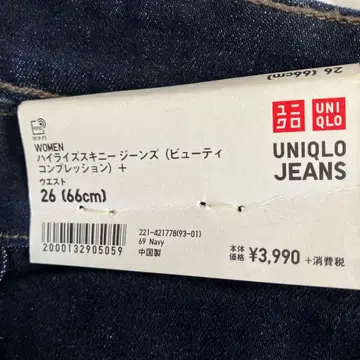 26 (66cm)
WOMEN
ハイライズスキニー ジーンズ (ビューティ
コンプレッション) +
ウエスト
26 (66cm)
ユニ
クロ
UNI
QLO
UNIQLO
JEANS
221-421778(93-01)
69 Navy
中国製
2000132905059
本体
価格
¥3,990 +消費税